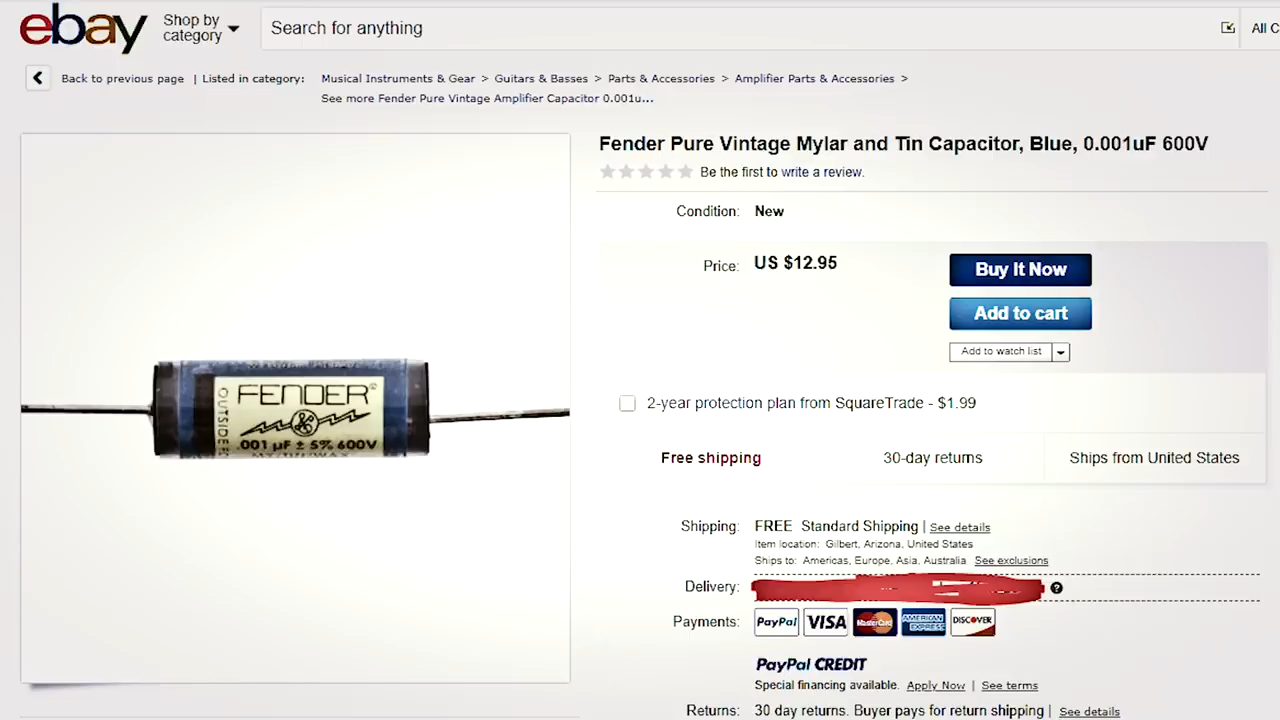 ebay
Shop by
category
Search for anything
All C
Back to previous page | Listed in category: Musical Instruments & Gear > Guitars & Basses > Parts & Accessories > Amplifier Parts & Accessories >
See more Fender Pure Vintage Amplifier Capacitor 0.001u...
Fender Pure Vintage Mylar and Tin Capacitor, Blue, 0.001uF 600V
Be the first to write a review.
Condition: New
Price: US $12.95
Buy It Now
Add to cart
Add to watch list
OUTSIDE
FENDER®
.001 µF ± 5% 600V
2-year protection plan from SquareTrade - $1.99
Free shipping 30-day returns Ships from United States
Shipping: FREE Standard Shipping | See details
Item location: Gilbert, Arizona, United States
Ships to: Americas, Europe, Asia, Australia See exclusions
Delivery:
Payments: PayPal VISA MasterCard AMERICAN EXPRESS DISCOVER
PayPal CREDIT
Special financing available. Apply Now | See terms
Returns: 30 day returns. Buyer pays for return shipping | See details